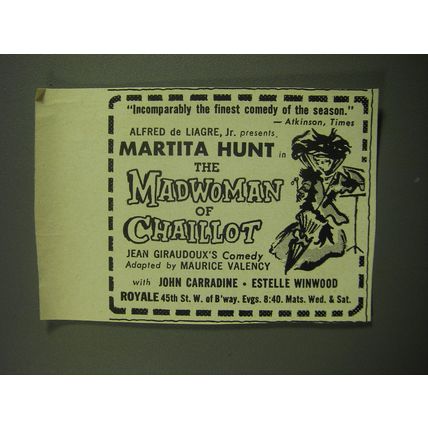 "Incomparably the finest comedy of the season."
— Atkinson, Times
ALFRED de LIAGRE, Jr. presents
MARTITA HUNT in
THE
MADWOMAN
OF
CHAILLOT
JEAN GIRAUDOUX'S Comedy
Adapted by MAURICE VALENCY
with JOHN CARRADINE • ESTELLE WINWOOD
ROYALE 45th St. W. of B'way. Evgs. 8:40. Mats. Wed. & Sat.